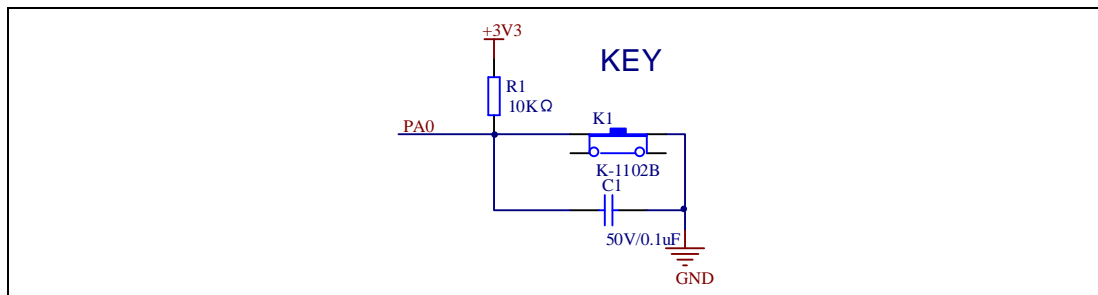 +3V3
KEY
R1
10KΩ
K1
PA0
K-1102B
C1
50V/0.1uF
GND